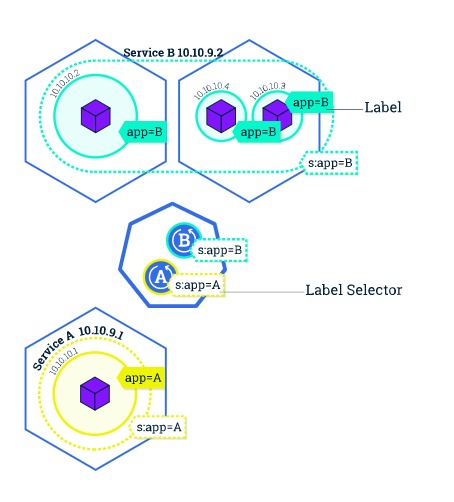 Service B 10.10.9.2
10.10.10.2
10.10.10.4
10.10.10.3
app=B
app=B
app=B
Label
s:app=B
B
s:app=B
A
s:app=A
Label Selector
Service A 10.10.9.1
10.10.10.1
app=A
s:app=A